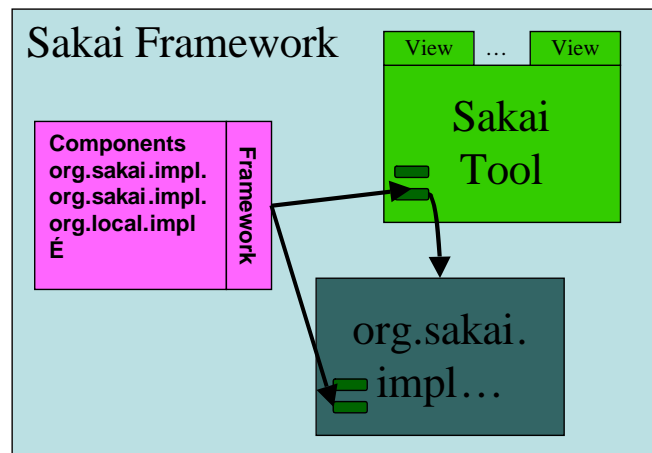 Sakai Framework
View … View
Sakai
Tool
Components
org.sakai.impl.
org.sakai.impl.
org.local.impl
É
Framework
org.sakai.
impl…